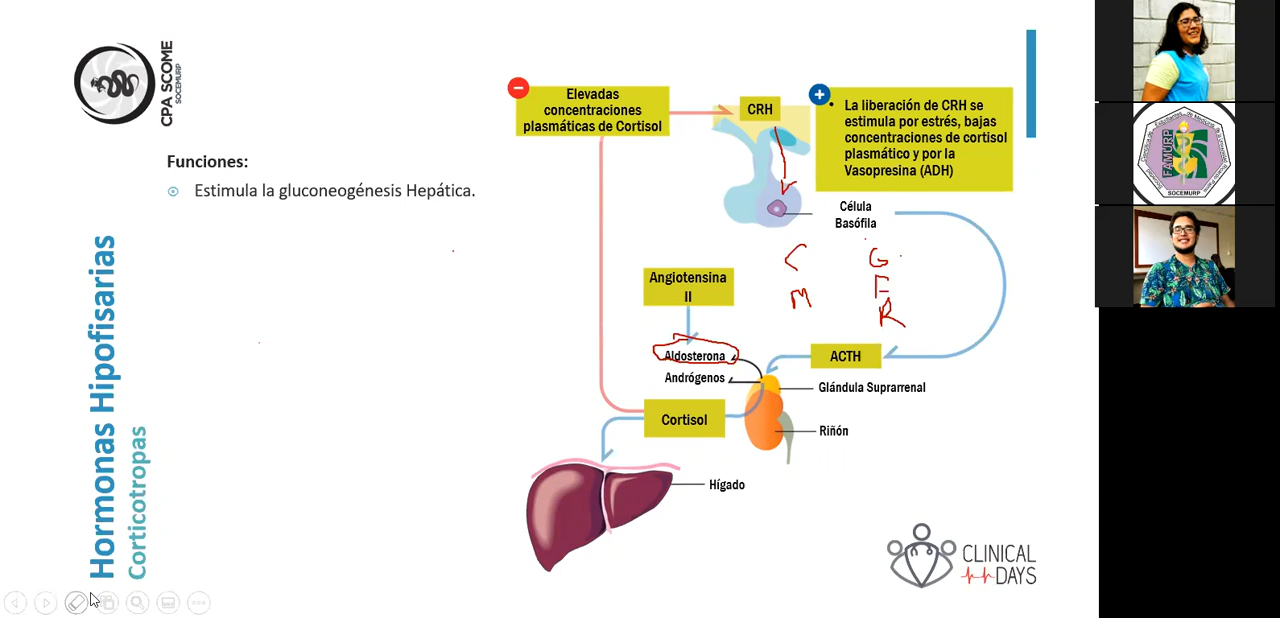 CPA SCOME
SOCEMURP
Hormonas Hipofisarias
Corticotropas
Funciones:
Estimula la gluconeogénesis Hepática.
Elevadas
concentraciones
plasmáticas de Cortisol
CRH
• La liberación de CRH se
estimula por estrés, bajas
concentraciones de cortisol
plasmático y por la
Vasopresina (ADH)
Célula
Basófila
C G
M F
R
Angiotensina
II
Aldosterona
Andrógenos
ACTH
Glándula Suprarrenal
Cortisol
Riñón
Hígado
CLINICAL
DAYS
FAMURP
SOCEMURP